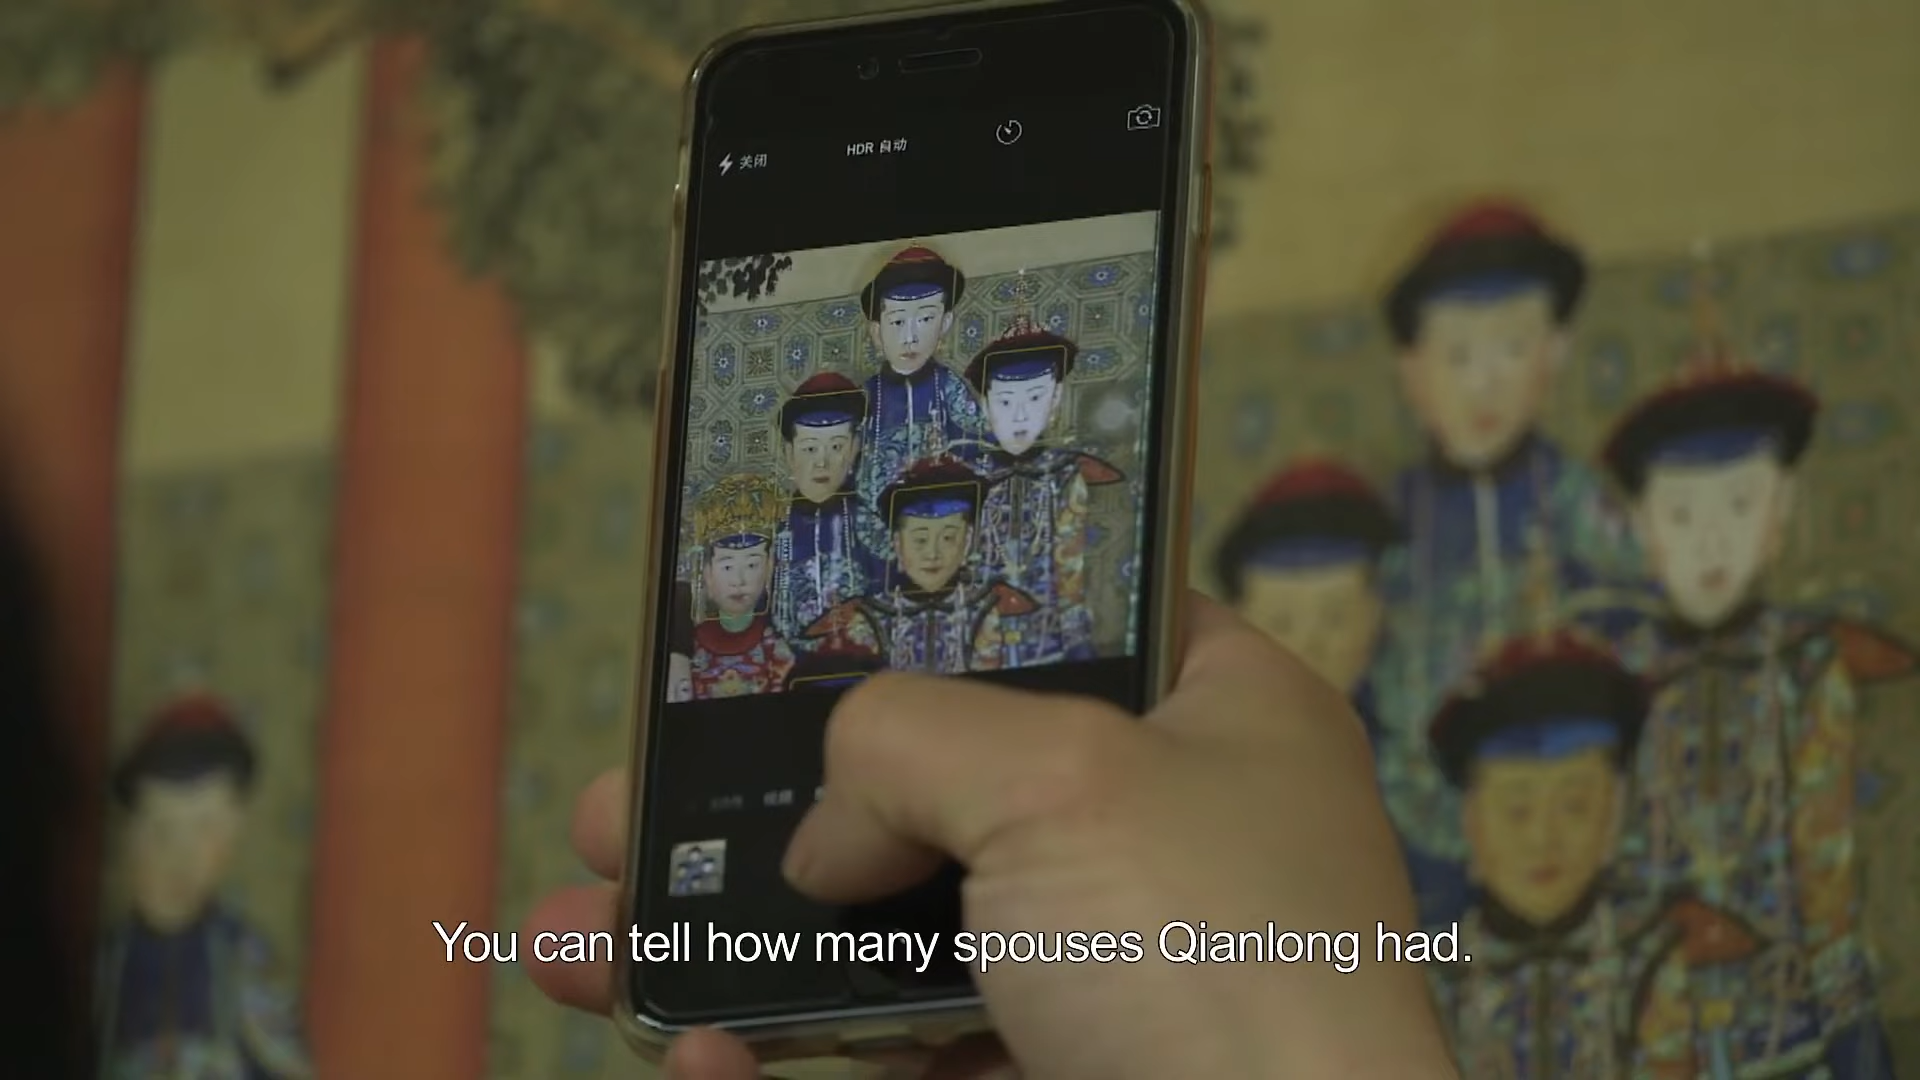 关闭
HDR 自动
You can tell how many spouses Qianlong had.